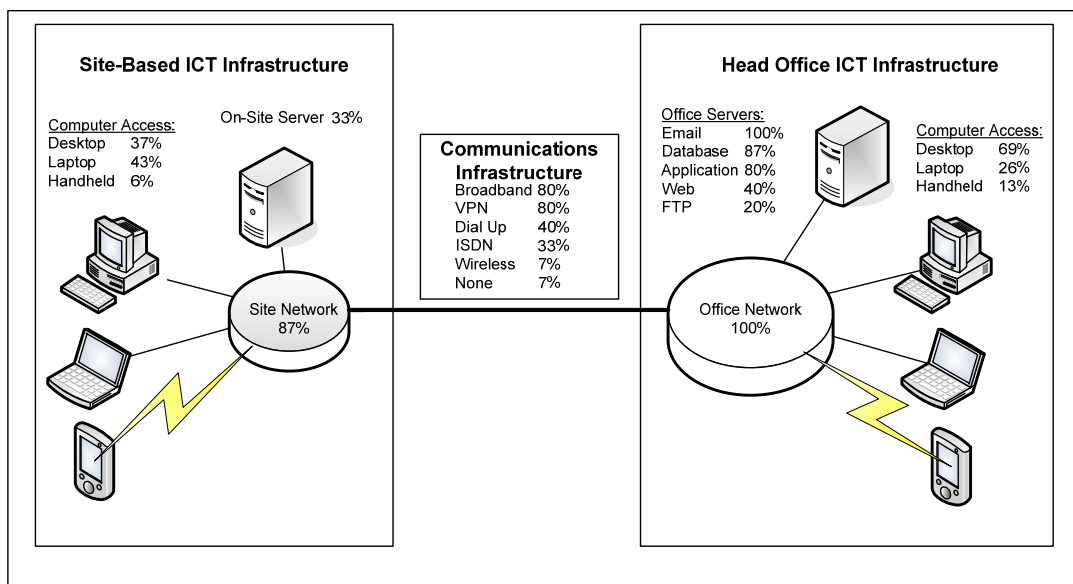 Site-Based ICT Infrastructure
On-Site Server 33%
Computer Access:
Desktop 37%
Laptop 43%
Handheld 6%
Site Network
87%
Communications
Infrastructure
Broadband 80%
VPN 80%
Dial Up 40%
ISDN 33%
Wireless 7%
None 7%
Head Office ICT Infrastructure
Office Servers:
Email 100%
Database 87%
Application 80%
Web 40%
FTP 20%
Computer Access:
Desktop 69%
Laptop 26%
Handheld 13%
Office Network
100%